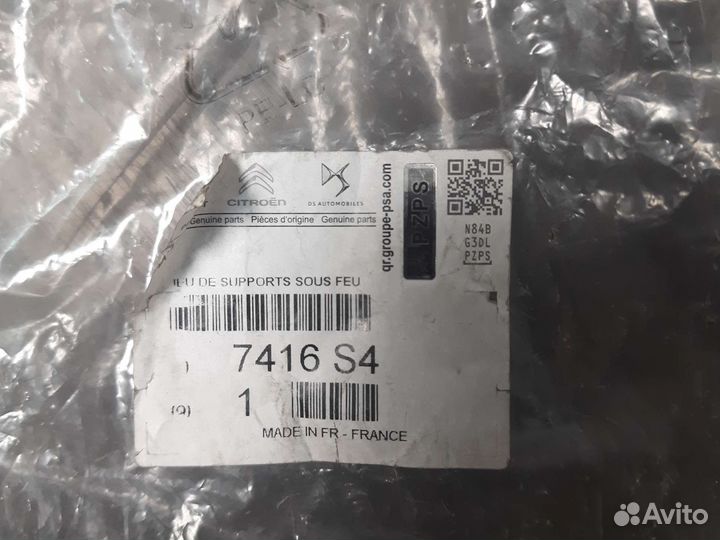 CITROËN
DS AUTOMOBILES
Genuine parts Pièces d'origine Genuine parts
qr.groupe-psa.com
PZPS
N84B
G3DL
PZPS
DE SUPPORTS SOUS FEU
) 7416 S4
(Q) 1
MADE IN FR - FRANCE
Avito